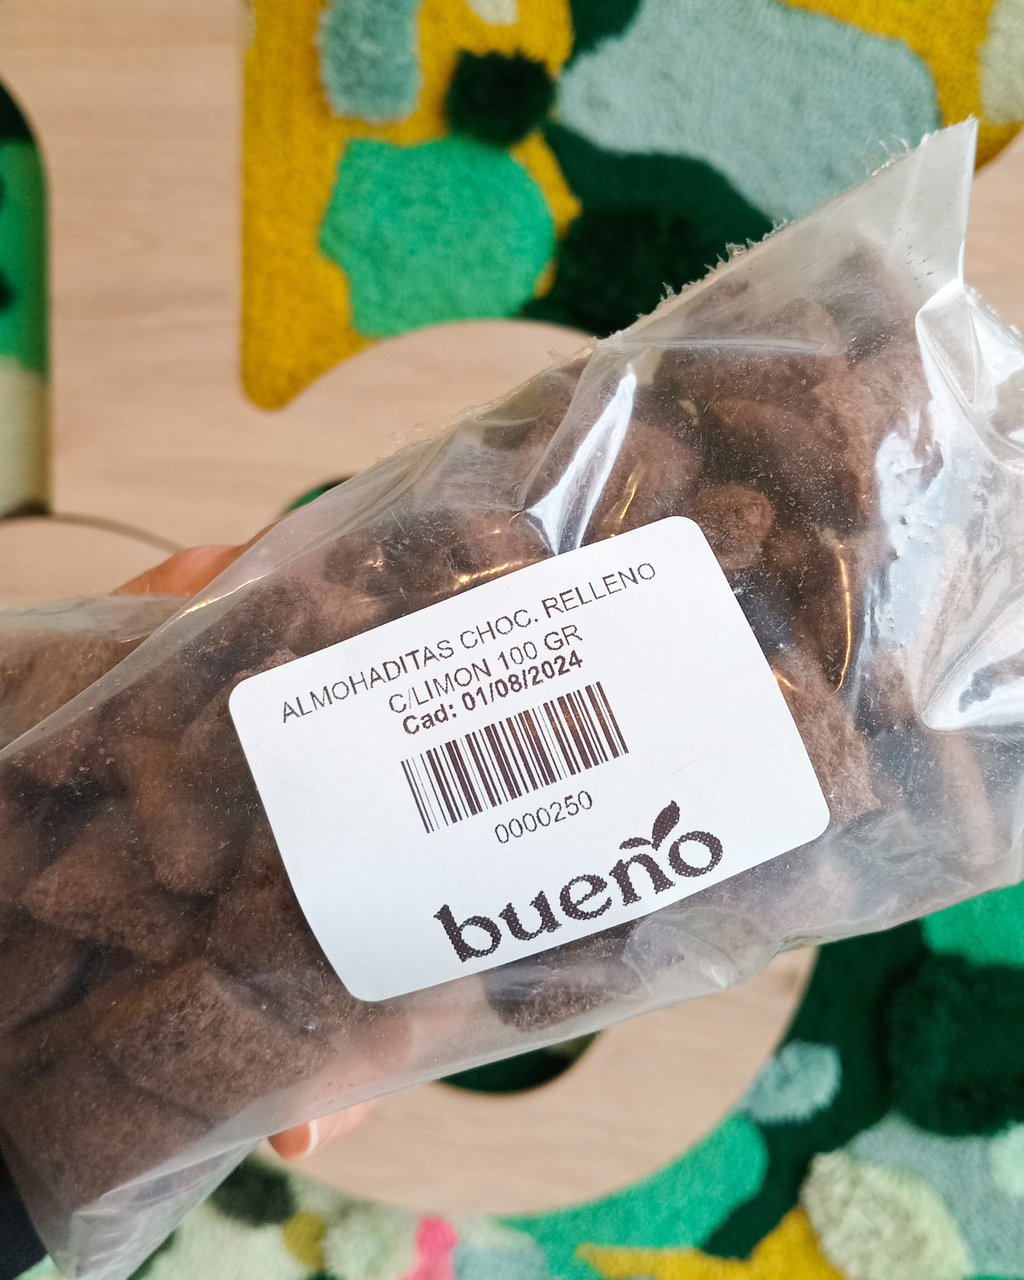 ALMOHADITAS CHOC. RELLENO
C/LIMON 100 GR
Cad: 01/08/2024
0000250
bueño